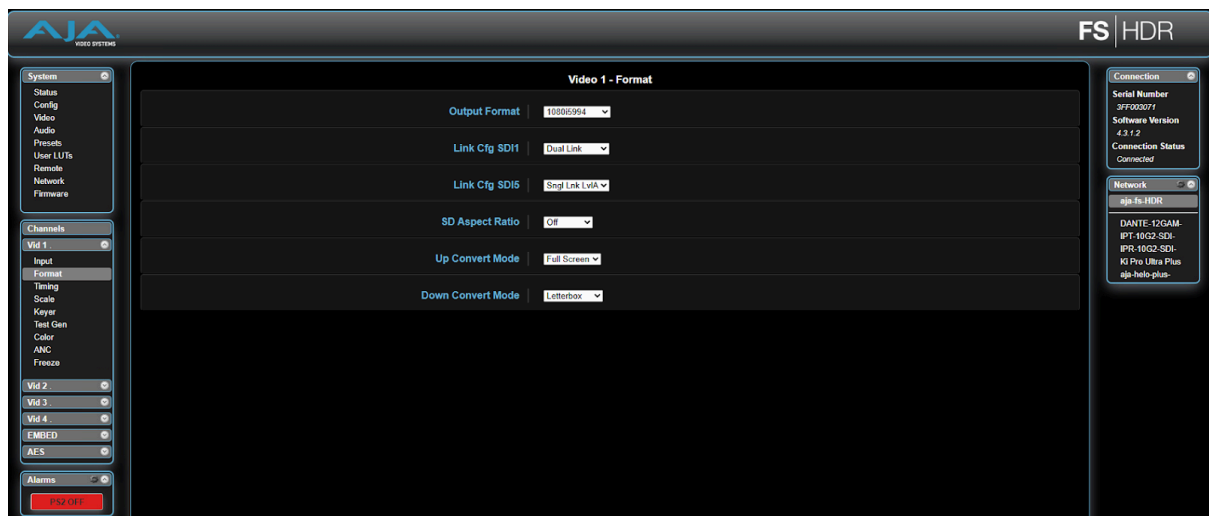 AJA
VIDEO SYSTEMS
FS HDR
System
Status
Config
Video
Audio
Presets
User LUTs
Remote
Network
Firmware
Channels
Vid 1 .
Input
Format
Timing
Scale
Keyer
Test Gen
Color
ANC
Freeze
Vid 2 .
Vid 3 .
Vid 4 .
EMBED
AES
Alarms
PS2 OFF
Video 1 - Format
Output Format 1080i5994
Link Cfg SDI1 Dual Link
Link Cfg SDI5 Sngl Lnk LvlA
SD Aspect Ratio Off
Up Convert Mode Full Screen
Down Convert Mode Letterbox
Connection
Serial Number
3FF003071
Software Version
4.3.1.2
Connection Status
Connected
Network
aja-fs-HDR
DANTE-12GAM-
IPT-10G2-SDI-
IPR-10G2-SDI-
Ki Pro Ultra Plus
aja-helo-plus-